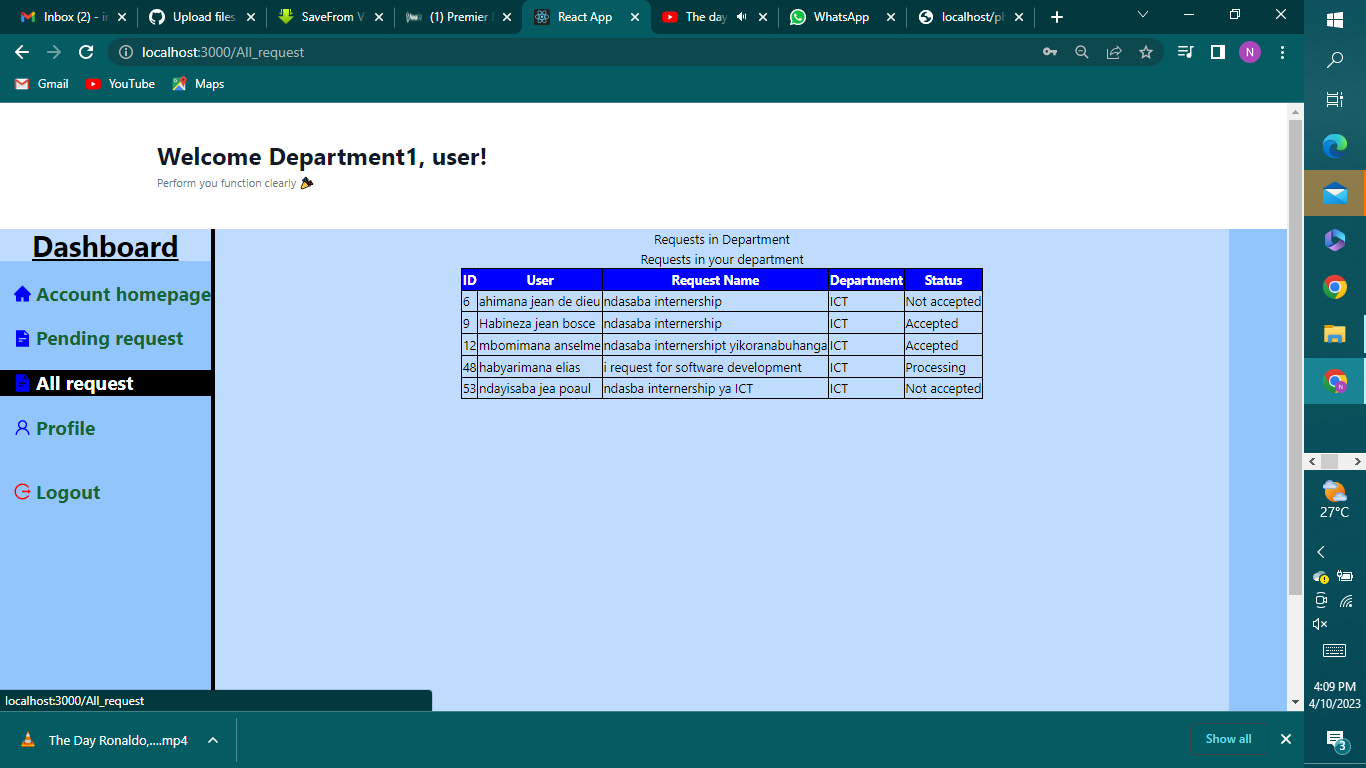 Inbox (2) - in
Upload files
SaveFrom V
(1) Premier
React App
The day
WhatsApp
localhost/ph
localhost:3000/All_request
N
Gmail
YouTube
Maps
Welcome Department1, user!
Perform you function clearly
Dashboard
Account homepage
Pending request
All request
Profile
Logout
Requests in Department
Requests in your department
ID User Request Name Department Status
6 ahimana jean de dieu ndasaba internership ICT Not accepted
9 Habineza jean bosce ndasaba internership ICT Accepted
12 mbomimana anselme ndasaba internershipt yikoranabuhanga ICT Accepted
48 habyarimana elias i request for software development ICT Processing
53 ndayisaba jea poaul ndasba internership ya ICT ICT Not accepted
localhost:3000/All_request
The Day Ronaldo,....mp4
Show all
27°C
4:09 PM
4/10/2023
3